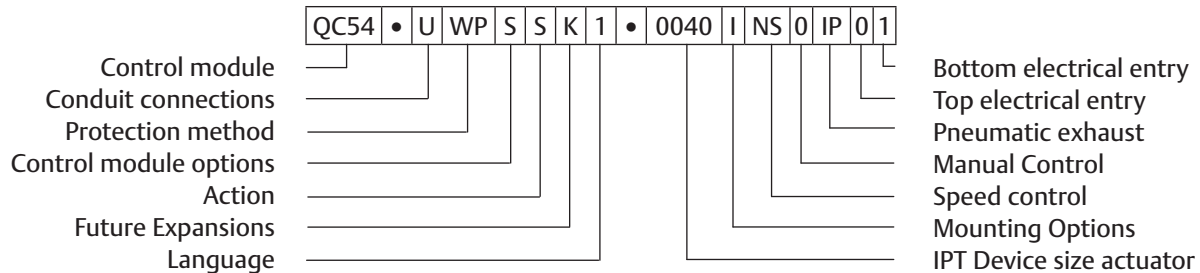 QC54 • U WP S S K 1 • 0040 I NS 0 IP 0 1
Control module
Conduit connections
Protection method
Control module options
Action
Future Expansions
Language
Bottom electrical entry
Top electrical entry
Pneumatic exhaust
Manual Control
Speed control
Mounting Options
IPT Device size actuator